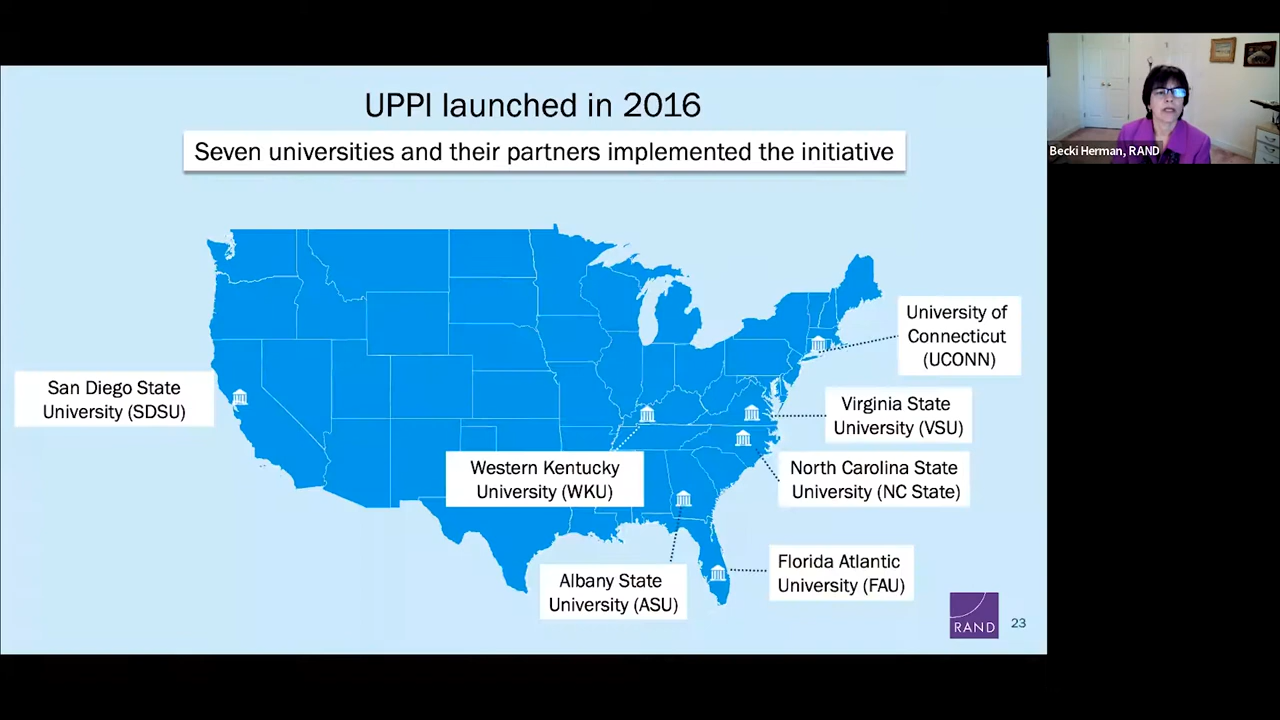 UPPI launched in 2016
Seven universities and their partners implemented the initiative
Becki Herman, RAND
University of
Connecticut
(UCONN)
San Diego State
University (SDSU)
Virginia State
University (VSU)
Western Kentucky
University (WKU)
North Carolina State
University (NC State)
Albany State
University (ASU)
Florida Atlantic
University (FAU)
RAND
23